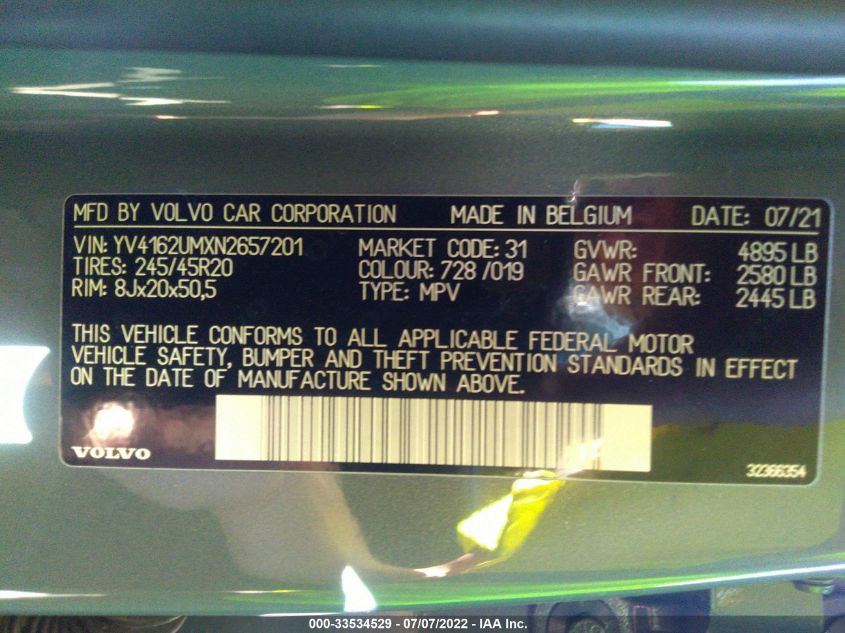 MFD BY VOLVO CAR CORPORATION MADE IN BELGIUM DATE: 07/21
VIN: YV4162UMXN2657201 MARKET CODE: 31 GVWR: 4895 LB
TIRES: 245/45R20 COLOUR: 728 /019 GAWR FRONT: 2580 LB
RIM: 8Jx20x50,5 TYPE: MPV GAWR REAR: 2445 LB
THIS VEHICLE CONFORMS TO ALL APPLICABLE FEDERAL MOTOR
VEHICLE SAFETY, BUMPER AND THEFT PREVENTION STANDARDS IN EFFECT
ON THE DATE OF MANUFACTURE SHOWN ABOVE.
VOLVO 32366354
000-33534529 - 07/07/2022 - IAA Inc.